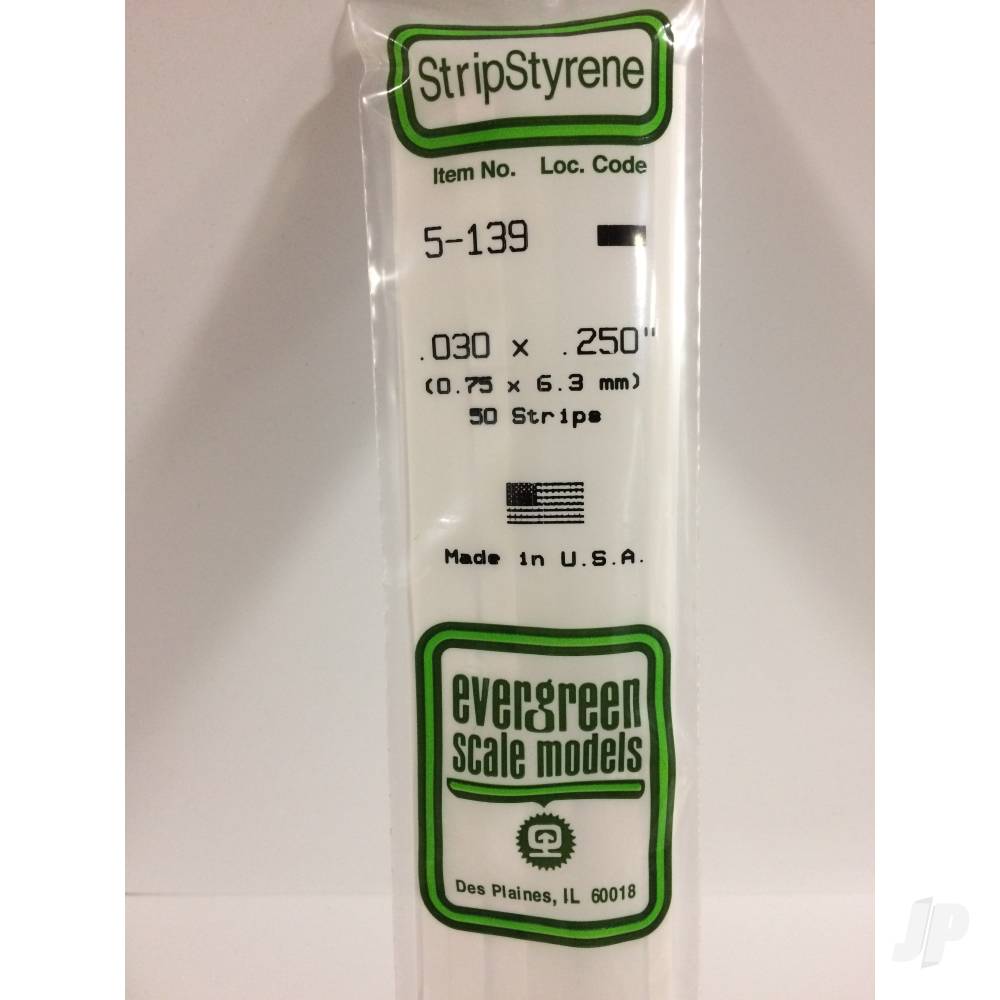 StripStyrene
Item No. Loc. Code
5-139
.030 x .250"
(0.75 x 6.3 mm)
50 Strips
Made in U.S.A.
evergreen
scale models
Des Plaines, IL 60018
JP